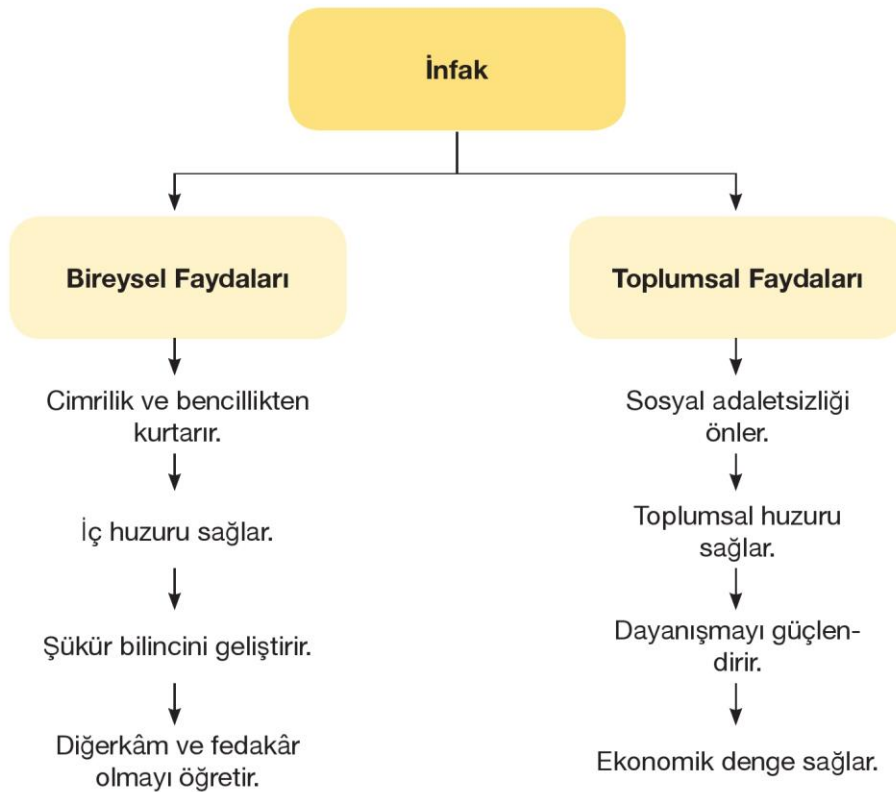 İnfak
Bireysel Faydaları
Cimrilik ve bencillikten
kurtarır.
İç huzuru sağlar.
Şükür bilincini geliştirir.
Diğerkâm ve fedakâr
olmayı öğretir.
Toplumsal Faydaları
Sosyal adaletsizliği
önler.
Toplumsal huzuru
sağlar.
Dayanışmayı güçlen-
dirir.
Ekonomik denge sağlar.